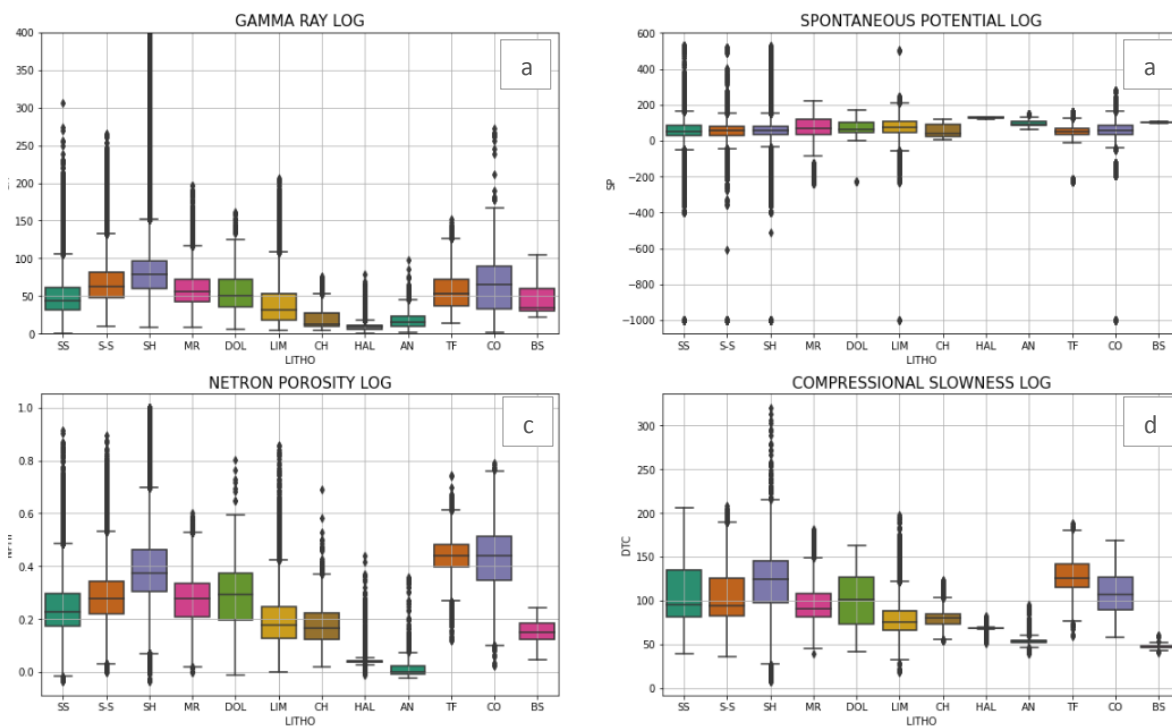 GAMMA RAY LOG
a
400
350
300
250
200
150
100
50
0
SS S-S SH MR DOL LIM CH HAL AN TF CO BS
LITHO
SPONTANEOUS POTENTIAL LOG
a
600
400
200
0
−200
−400
−600
−800
−1000
SP
SS S-S SH MR DOL LIM CH HAL AN TF CO BS
LITHO
NETRON POROSITY LOG
c
1.0
0.8
0.6
0.4
0.2
0.0
SS S-S SH MR DOL LIM CH HAL AN TF CO BS
LITHO
COMPRESSIONAL SLOWNESS LOG
d
300
250
200
150
100
50
0
DTC
SS S-S SH MR DOL LIM CH HAL AN TF CO BS
LITHO